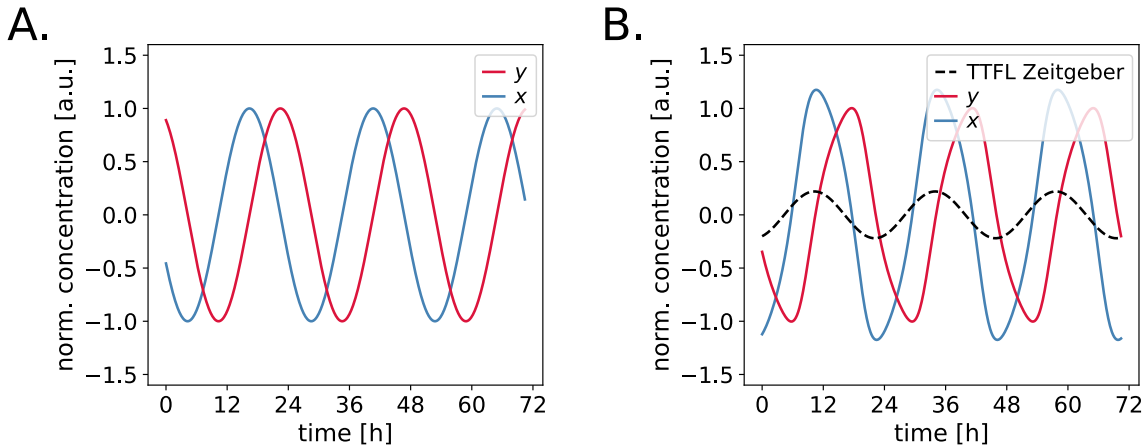 A.
norm. concentration [a.u.]
1.5
1.0
0.5
0.0
−0.5
−1.0
−1.5
y
x
0 12 24 36 48 60 72
time [h]
B.
norm. concentration [a.u.]
1.5
1.0
0.5
0.0
−0.5
−1.0
−1.5
TTFL Zeitgeber
y
x
0 12 24 36 48 60 72
time [h]